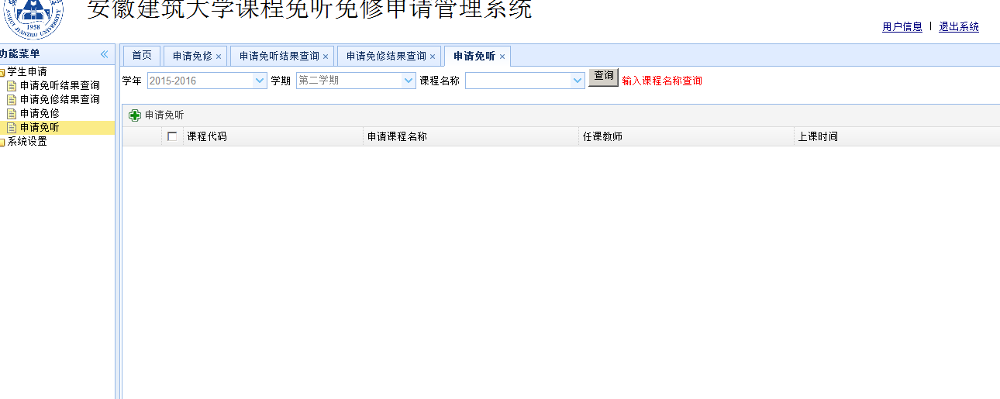 安徽建筑大学课程免听免修申请管理系统
1958
ANHUI JIANZHU UNIVERSITY
用户信息 | 退出系统
功能菜单
首页 申请免修 申请免听结果查询 申请免修结果查询 申请免听
学生申请
申请免听结果查询
申请免修结果查询
申请免修
申请免听
系统设置
学年 2015-2016 学期 第二学期 课程名称 查询 输入课程名称查询
申请免听
课程代码 申请课程名称 任课教师 上课时间